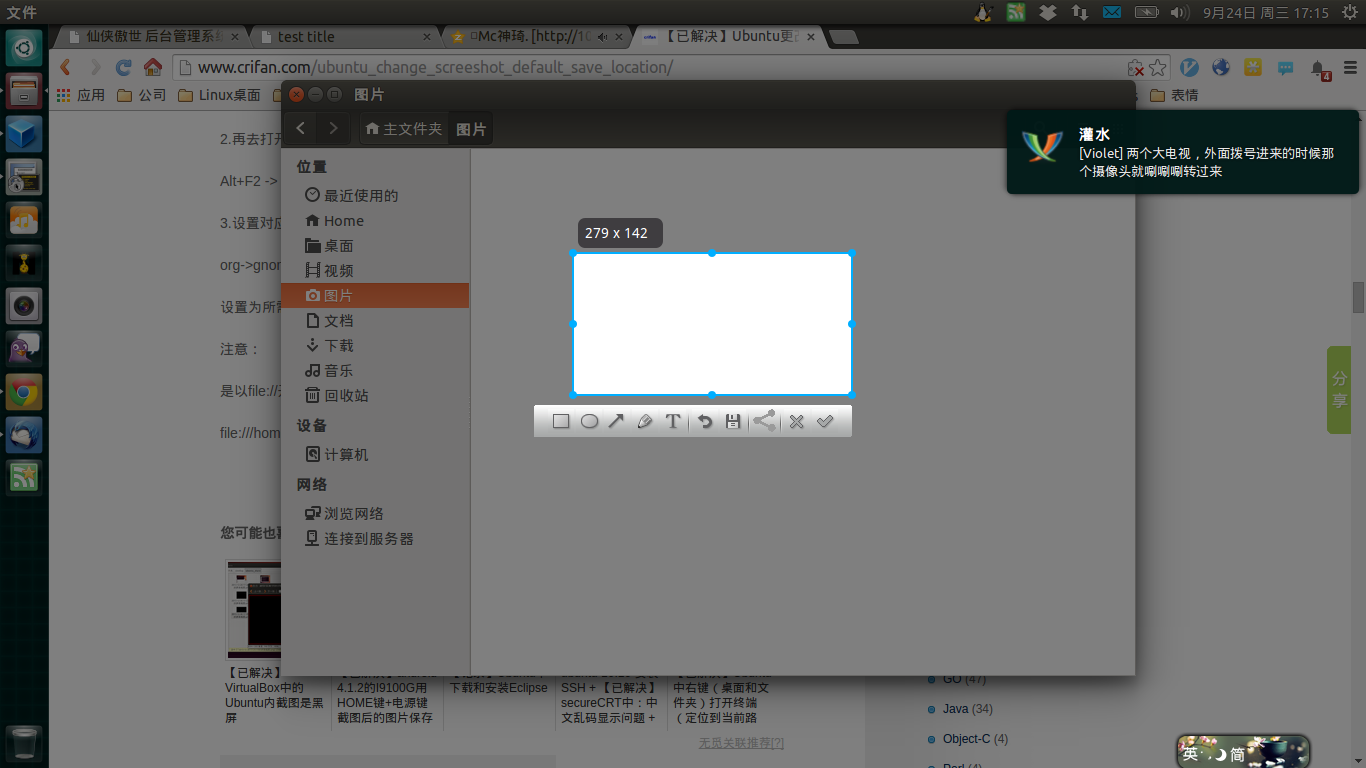 文件
9月24日 周三 17:15
仙侠傲世 后台管理系统
test title
Mc神琦. [http://10
【已解决】Ubuntu更改
www.crifan.com/ubuntu_change_screeshot_default_save_location/
4
应用
公司
Linux桌面
表情
图片
主文件夹
图片
灌水
[Violet] 两个大电视，外面拨号进来的时候那
个摄像头就唰唰唰转过来
2.再去打开
Alt+F2 ->
3.设置对应
org->gnom
设置为所需
注意：
是以file://开
file:///home
位置
最近使用的
Home
桌面
视频
图片
文档
下载
音乐
回收站
设备
计算机
网络
浏览网络
连接到服务器
279 x 142
T
分
享
您可能也喜
【已解决】
VirtualBox中的
Ubuntu内截图是黑
屏
4.1.2的I9100G用
HOME键+电源键
截图后的图片保存
下载和安装Eclipse
SSH + 【已解决】
secureCRT中：中
文乱码显示问题 +
中右键（桌面和文
件夹）打开终端
（定位到当前路
无觅关联推荐[?]
GO (47)
Java (34)
Object-C (4)
Perl (4)
英 简